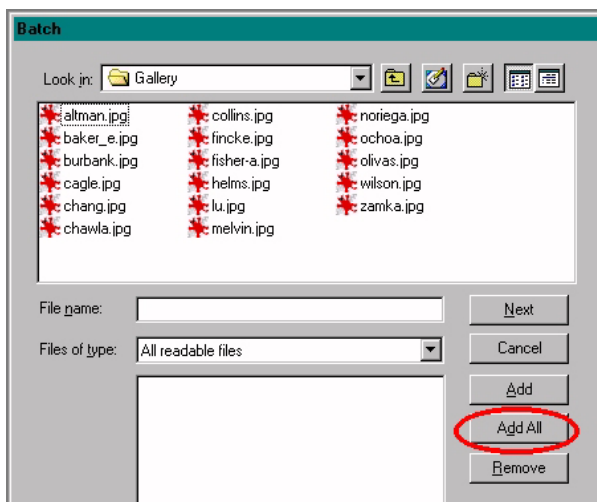 Batch
Look in: Gallery
altman.jpg collins.jpg noriega.jpg
baker_e.jpg fincke.jpg ochoa.jpg
burbank.jpg fisher-a.jpg olivas.jpg
cagle.jpg helms.jpg wilson.jpg
chang.jpg lu.jpg zamka.jpg
chawla.jpg melvin.jpg
File name: Next
Files of type: All readable files Cancel
Add
Add All
Remove